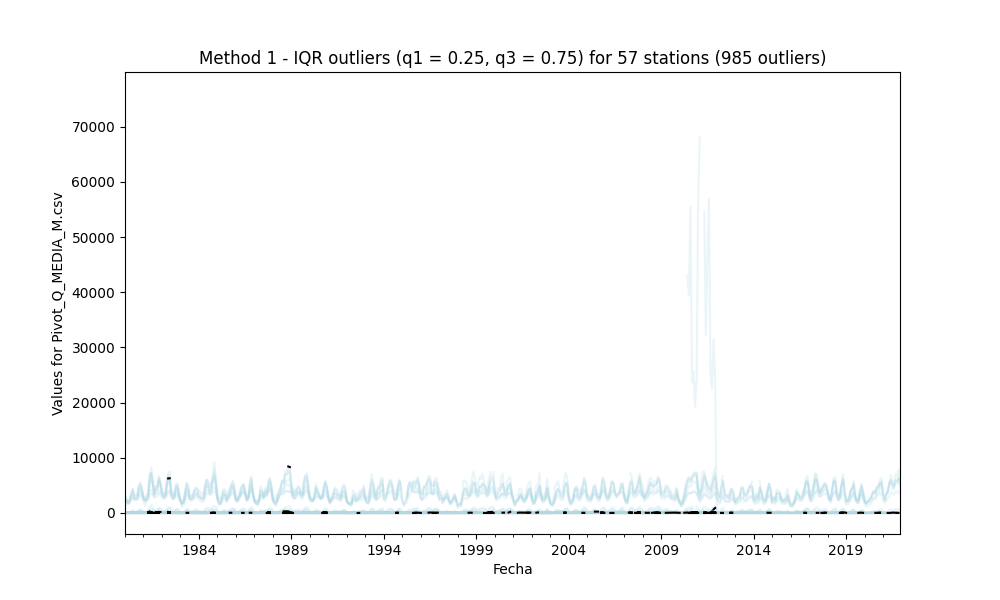 Method 1 - IQR outliers (q1 = 0.25, q3 = 0.75) for 57 stations (985 outliers)
Values for Pivot_Q_MEDIA_M.csv
70000
60000
50000
40000
30000
20000
10000
0
1984 1989 1994 1999 2004 2009 2014 2019
Fecha